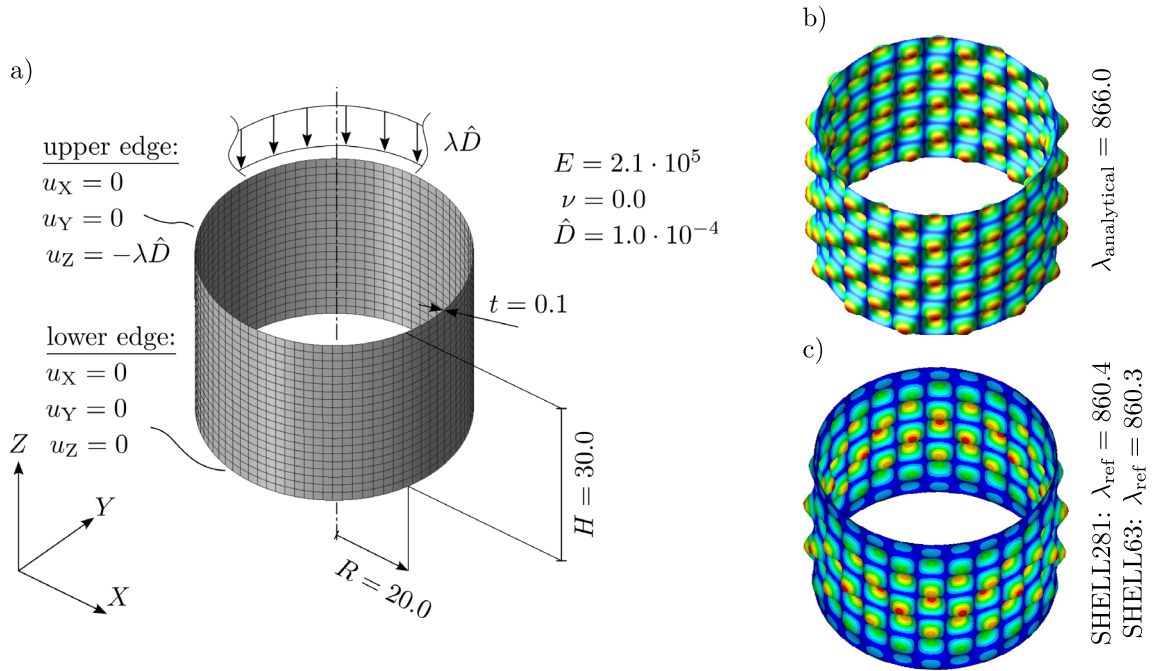 a)
upper edge:
u_X = 0
u_Y = 0
u_Z = −λD̂
λD̂
E = 2.1 · 10⁵
ν = 0.0
D̂ = 1.0 · 10⁻⁴
t = 0.1
lower edge:
u_X = 0
u_Y = 0
u_Z = 0
Z
Y
X
H = 30.0
R = 20.0
b)
λ_analytical = 866.0
c)
SHELL281: λ_ref = 860.4
SHELL63: λ_ref = 860.3